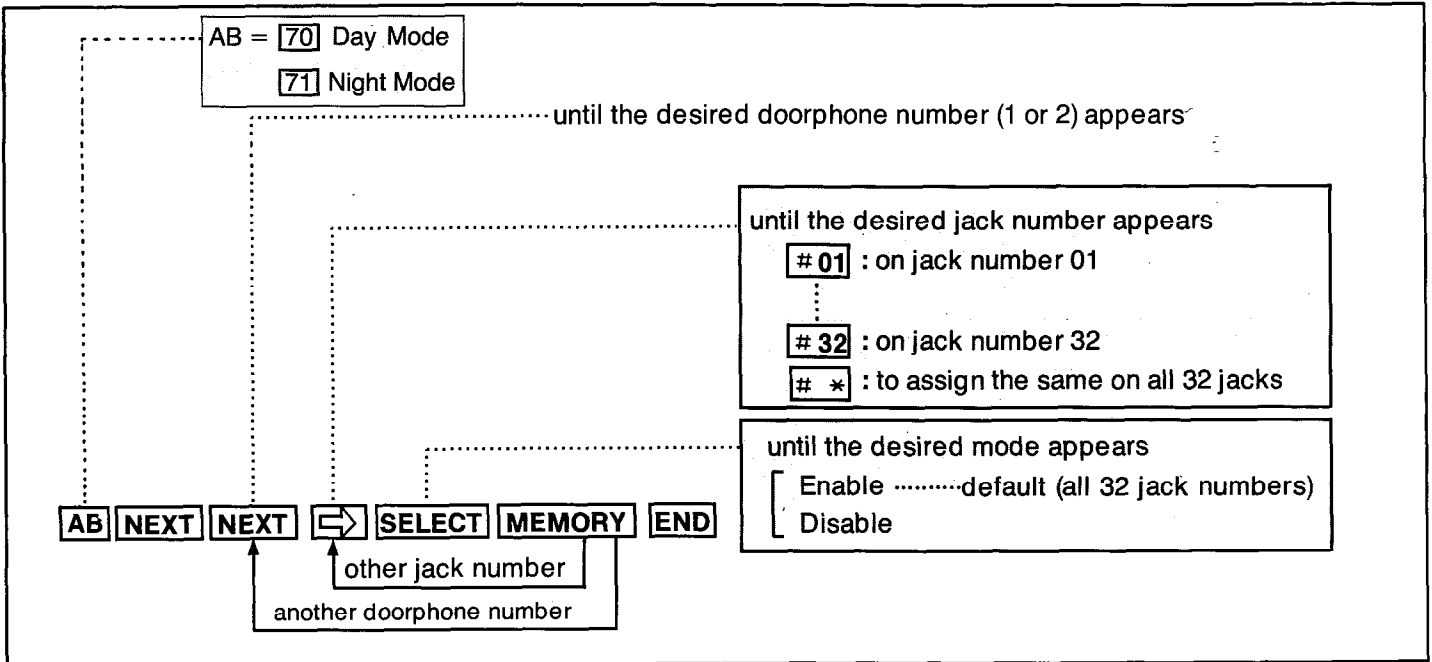 AB = 70 Day Mode
71 Night Mode
until the desired doorphone number (1 or 2) appears
until the desired jack number appears
# 01 : on jack number 01
# 32 : on jack number 32
# * : to assign the same on all 32 jacks
until the desired mode appears
Enable ·········default (all 32 jack numbers)
Disable
AB NEXT NEXT ⇨ SELECT MEMORY END
other jack number
another doorphone number